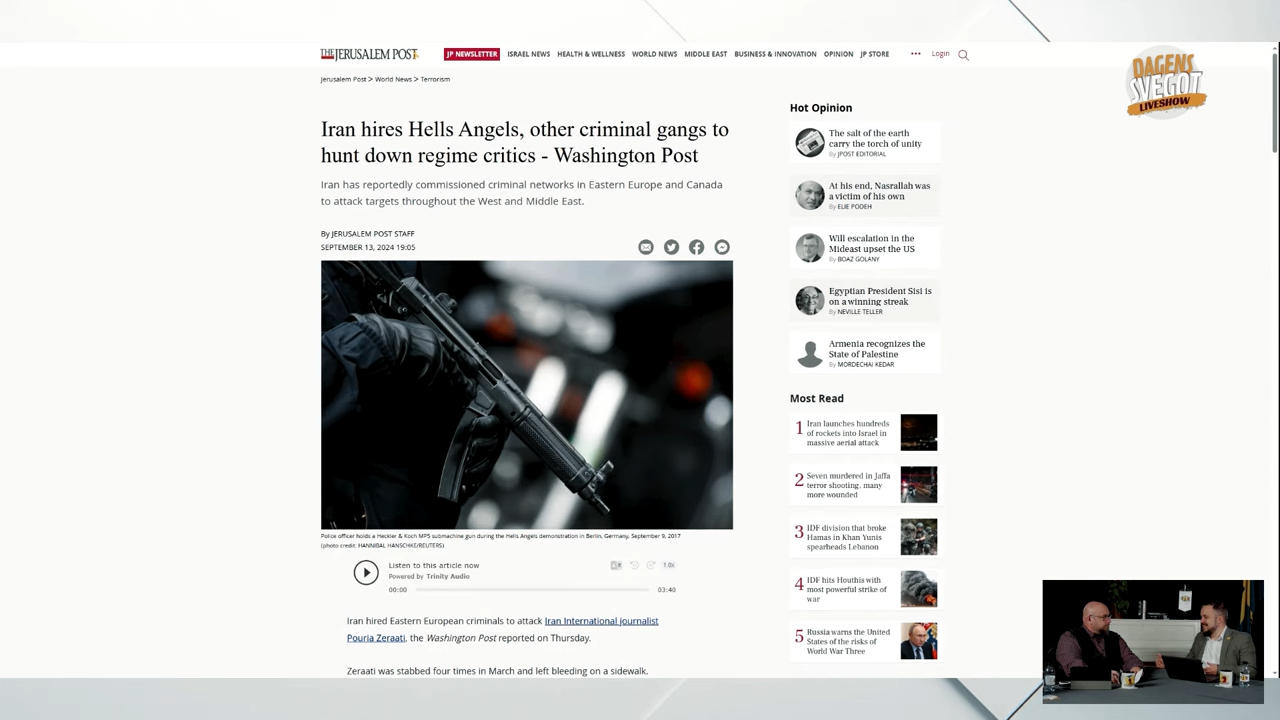 THE JERUSALEM POST
JP NEWSLETTER
ISRAEL NEWS
HEALTH & WELLNESS
WORLD NEWS
MIDDLE EAST
BUSINESS & INNOVATION
OPINION
JP STORE
Login
DAGENS
SVEGOT
LIVESHOW
Jerusalem Post > World News > Terrorism
Iran hires Hells Angels, other criminal gangs to
hunt down regime critics - Washington Post
Iran has reportedly commissioned criminal networks in Eastern Europe and Canada
to attack targets throughout the West and Middle East.
By JERUSALEM POST STAFF
SEPTEMBER 13, 2024 19:05
Police officer holds a Heckler & Koch MP5 submachine gun during the Hells Angels demonstration in Berlin, Germany, September 9, 2017
(photo credit: HANNIBAL HANSCHKE/REUTERS)
Listen to this article now
Powered by Trinity Audio
1.0x
00:00
03:40
Iran hired Eastern European criminals to attack Iran International journalist
Pouria Zeraati, the Washington Post reported on Thursday.
Zeraati was stabbed four times in March and left bleeding on a sidewalk.
Hot Opinion
The salt of the earth
carry the torch of unity
By JPOST EDITORIAL
At his end, Nasrallah was
a victim of his own
By ELIE PODEH
Will escalation in the
Mideast upset the US
By BOAZ GOLANY
Egyptian President Sisi is
on a winning streak
By NEVILLE TELLER
Armenia recognizes the
State of Palestine
By MORDECHAI KEDAR
Most Read
1
Iran launches hundreds
of rockets into Israel in
massive aerial attack
2
Seven murdered in Jaffa
terror shooting, many
more wounded
3
IDF division that broke
Hamas in Khan Yunis
spearheads Lebanon
4
IDF hits Houthis with
most powerful strike of
war
5
Russia warns the United
States of the risks of
World War Three